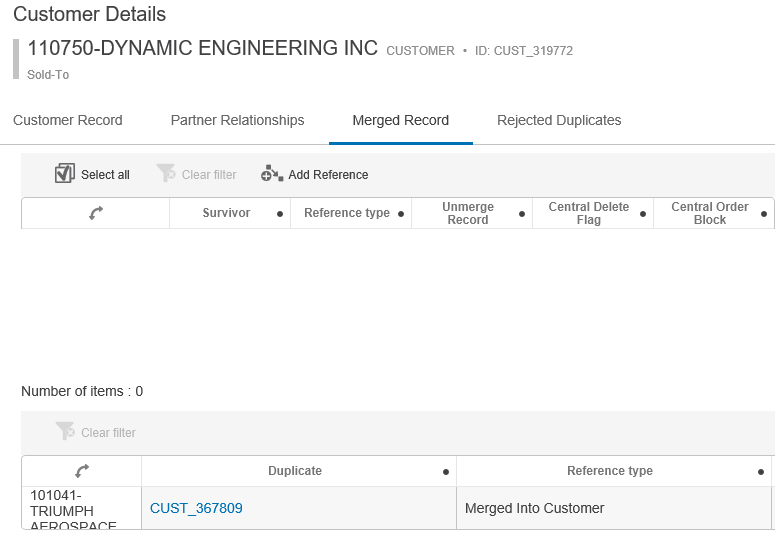 Customer Details
110750-DYNAMIC ENGINEERING INC CUSTOMER • ID: CUST_319772
Sold-To
Customer Record Partner Relationships Merged Record Rejected Duplicates
Select all Clear filter Add Reference
Survivor Reference type Unmerge Record Central Delete Flag Central Order Block
Number of items : 0
Clear filter
Duplicate Reference type
101041-
TRIUMPH CUST_367809 Merged Into Customer
AEROSPACE